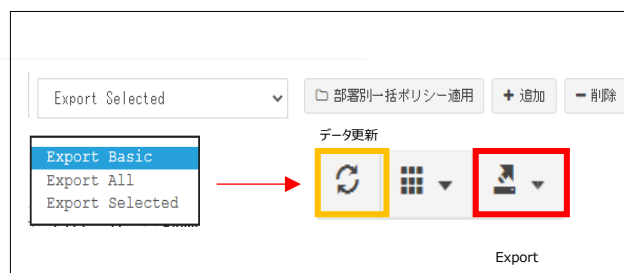 Export Selected
部署別一括ポリシー適用
追加
削除
データ更新
Export Basic
Export All
Export Selected
Export